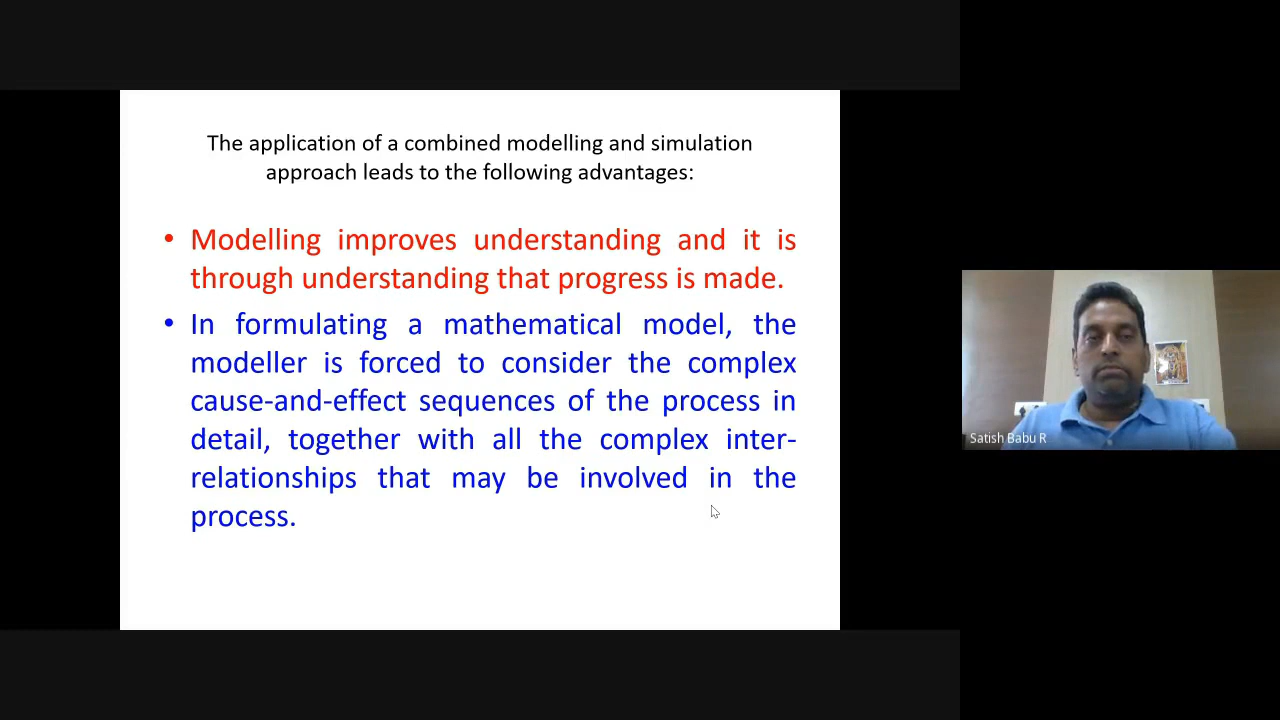 The application of a combined modelling and simulation
approach leads to the following advantages:
• Modelling improves understanding and it is
through understanding that progress is made.
• In formulating a mathematical model, the
modeller is forced to consider the complex
cause-and-effect sequences of the process in
detail, together with all the complex inter-
relationships that may be involved in the
process.
Satish Babu R